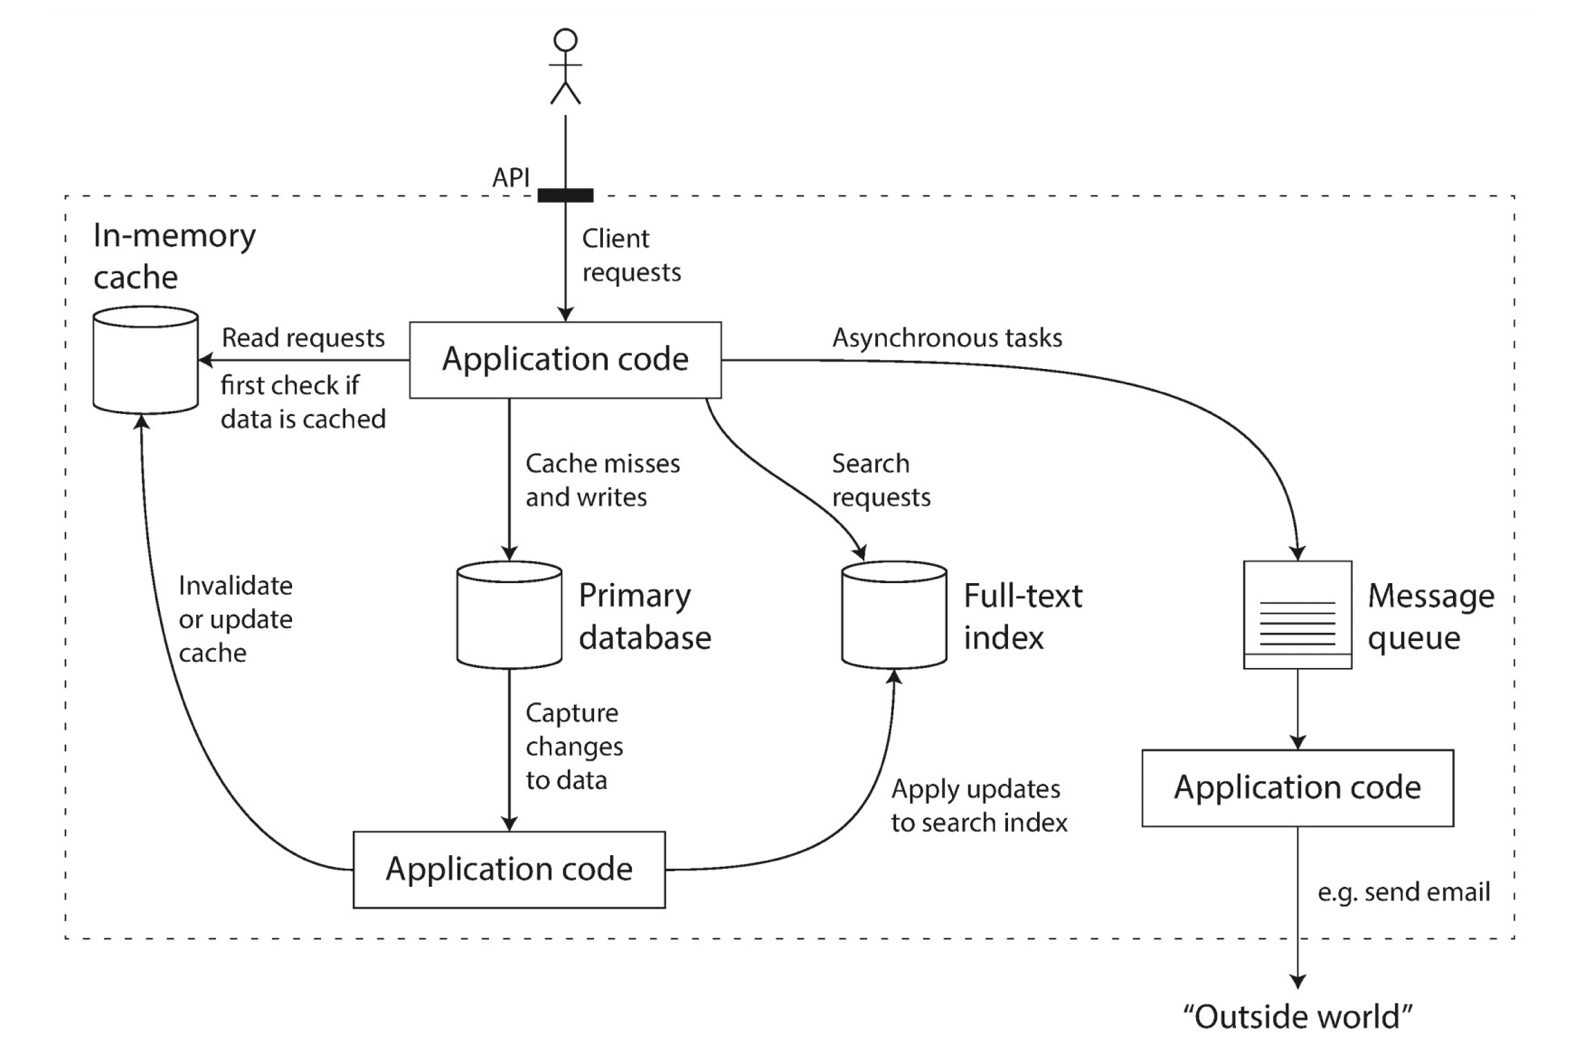 API
Client
requests
In-memory
cache
Read requests
first check if
data is cached
Application code
Asynchronous tasks
Cache misses
and writes
Search
requests
Invalidate
or update
cache
Primary
database
Full-text
index
Message
queue
Capture
changes
to data
Apply updates
to search index
Application code
Application code
e.g. send email
“Outside world”